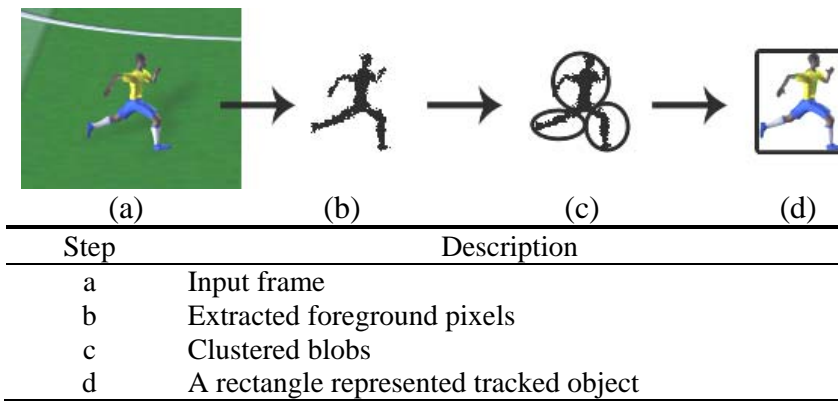 (a) (b) (c) (d)
Step Description
a Input frame
b Extracted foreground pixels
c Clustered blobs
d A rectangle represented tracked object